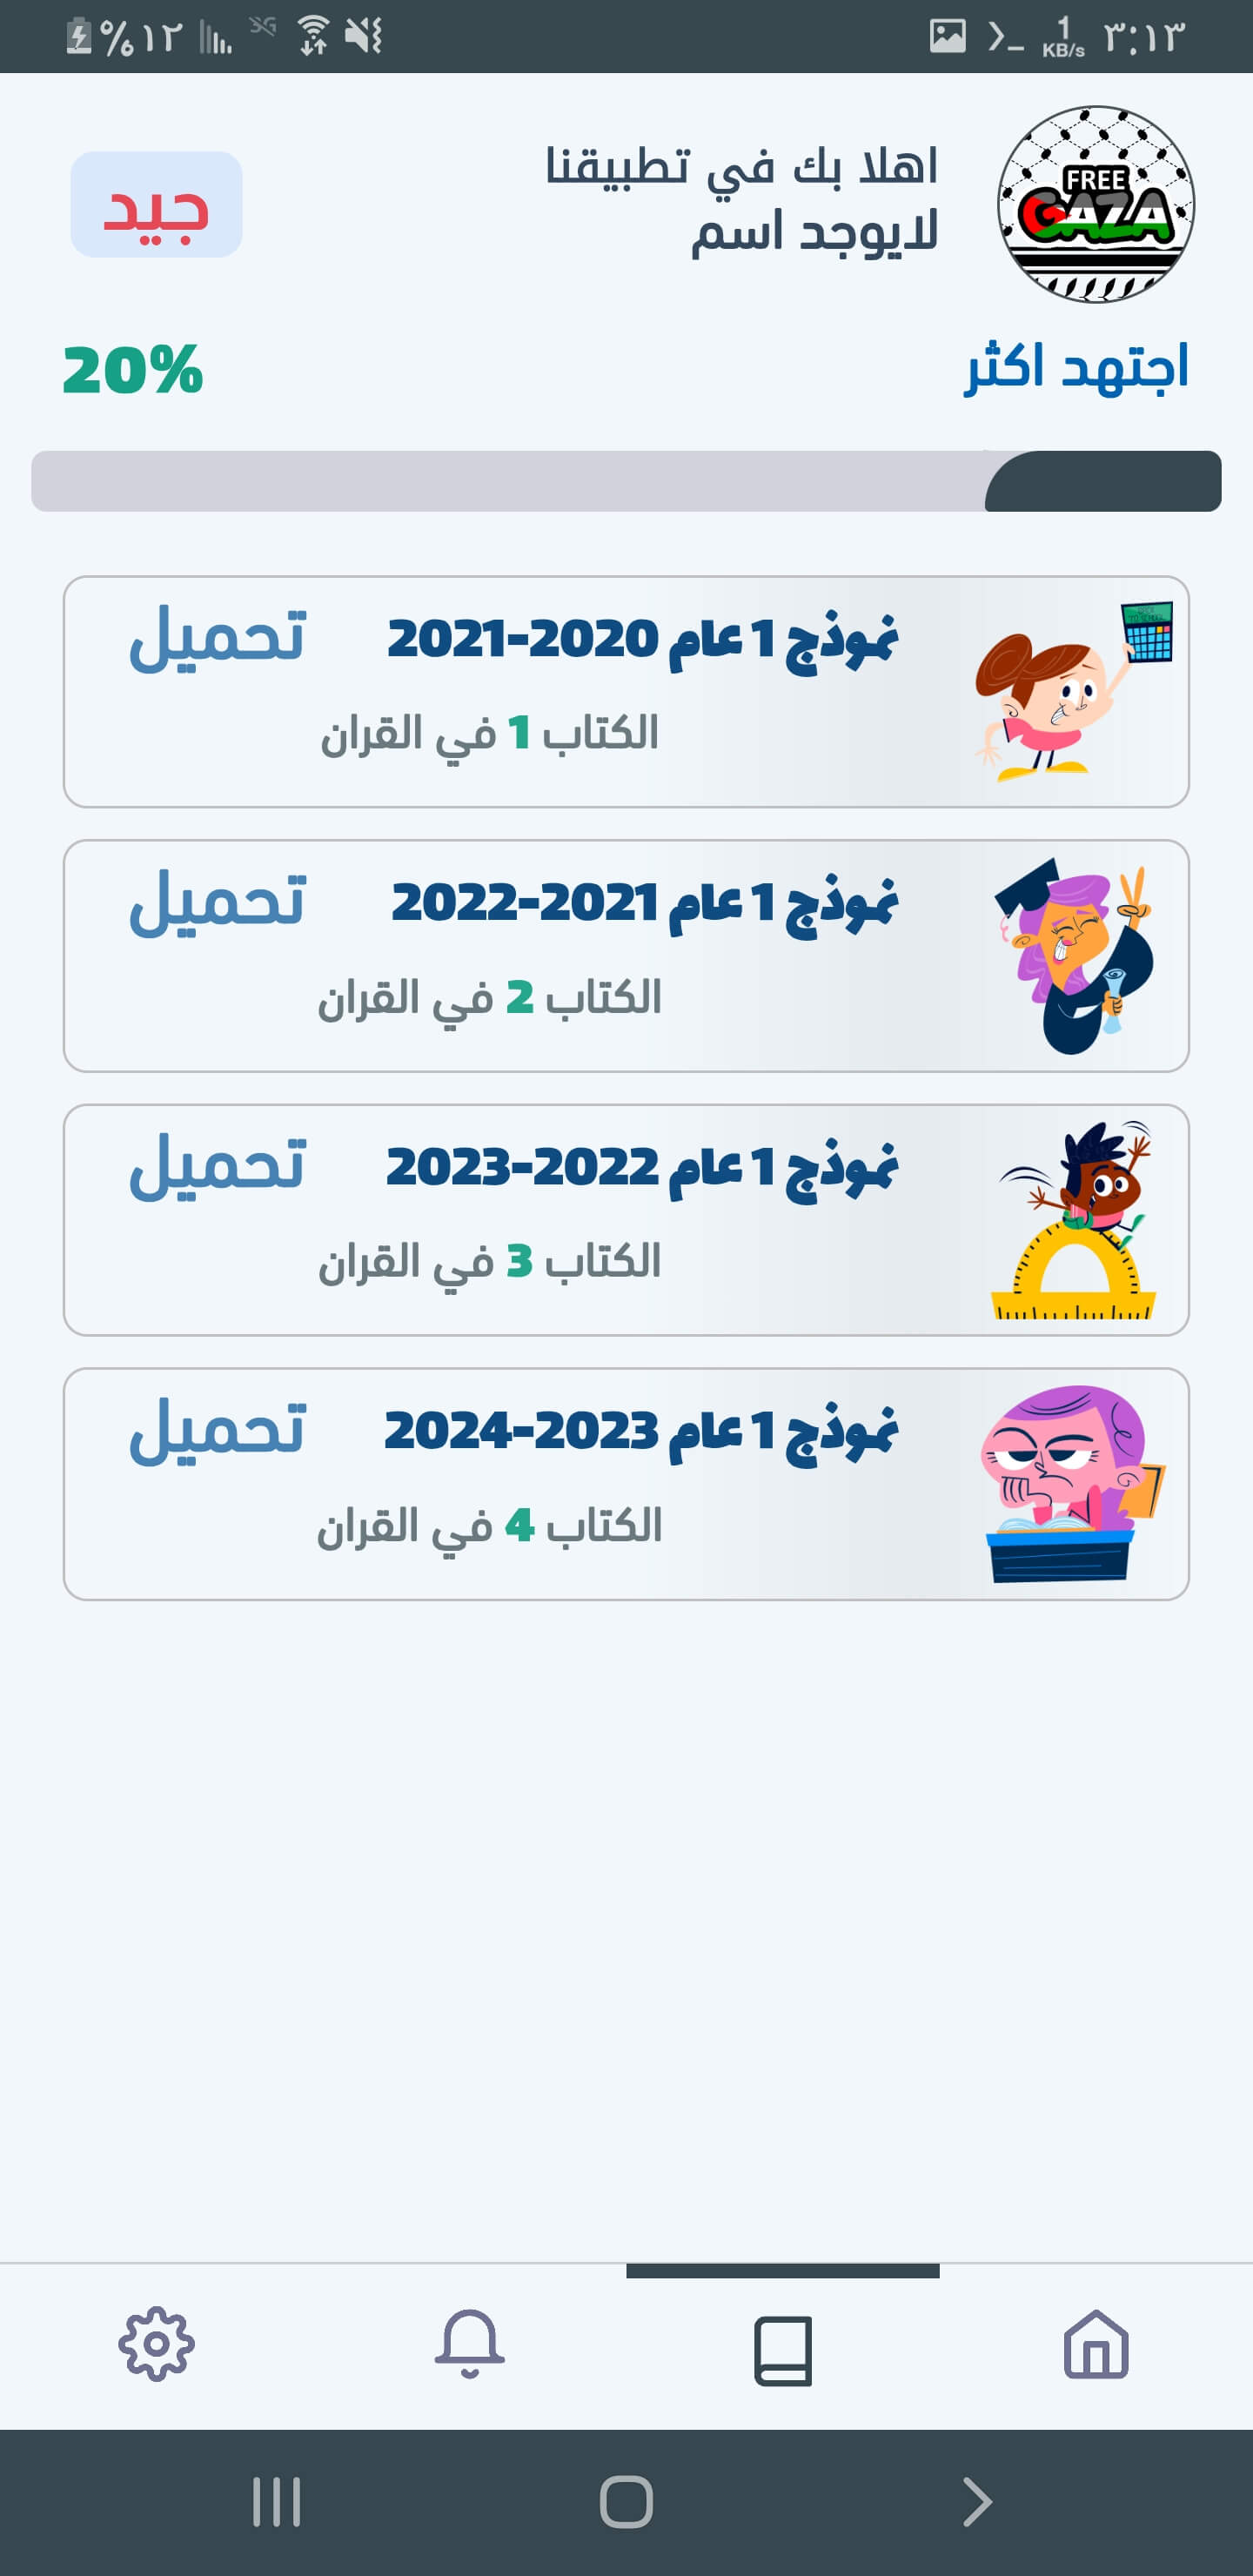 ٣:١٣
1
KB/s
%١٢
FREE
GAZA
اهلا بك في تطبيقنا
لايوجد اسم
جيد
اجتهد اكثر
20%
نموذج 1 عام 2020-2021
تحميل
الكتاب 1 في القران
نموذج 1 عام 2021-2022
تحميل
الكتاب 2 في القران
نموذج 1 عام 2022-2023
تحميل
الكتاب 3 في القران
نموذج 1 عام 2023-2024
تحميل
الكتاب 4 في القران